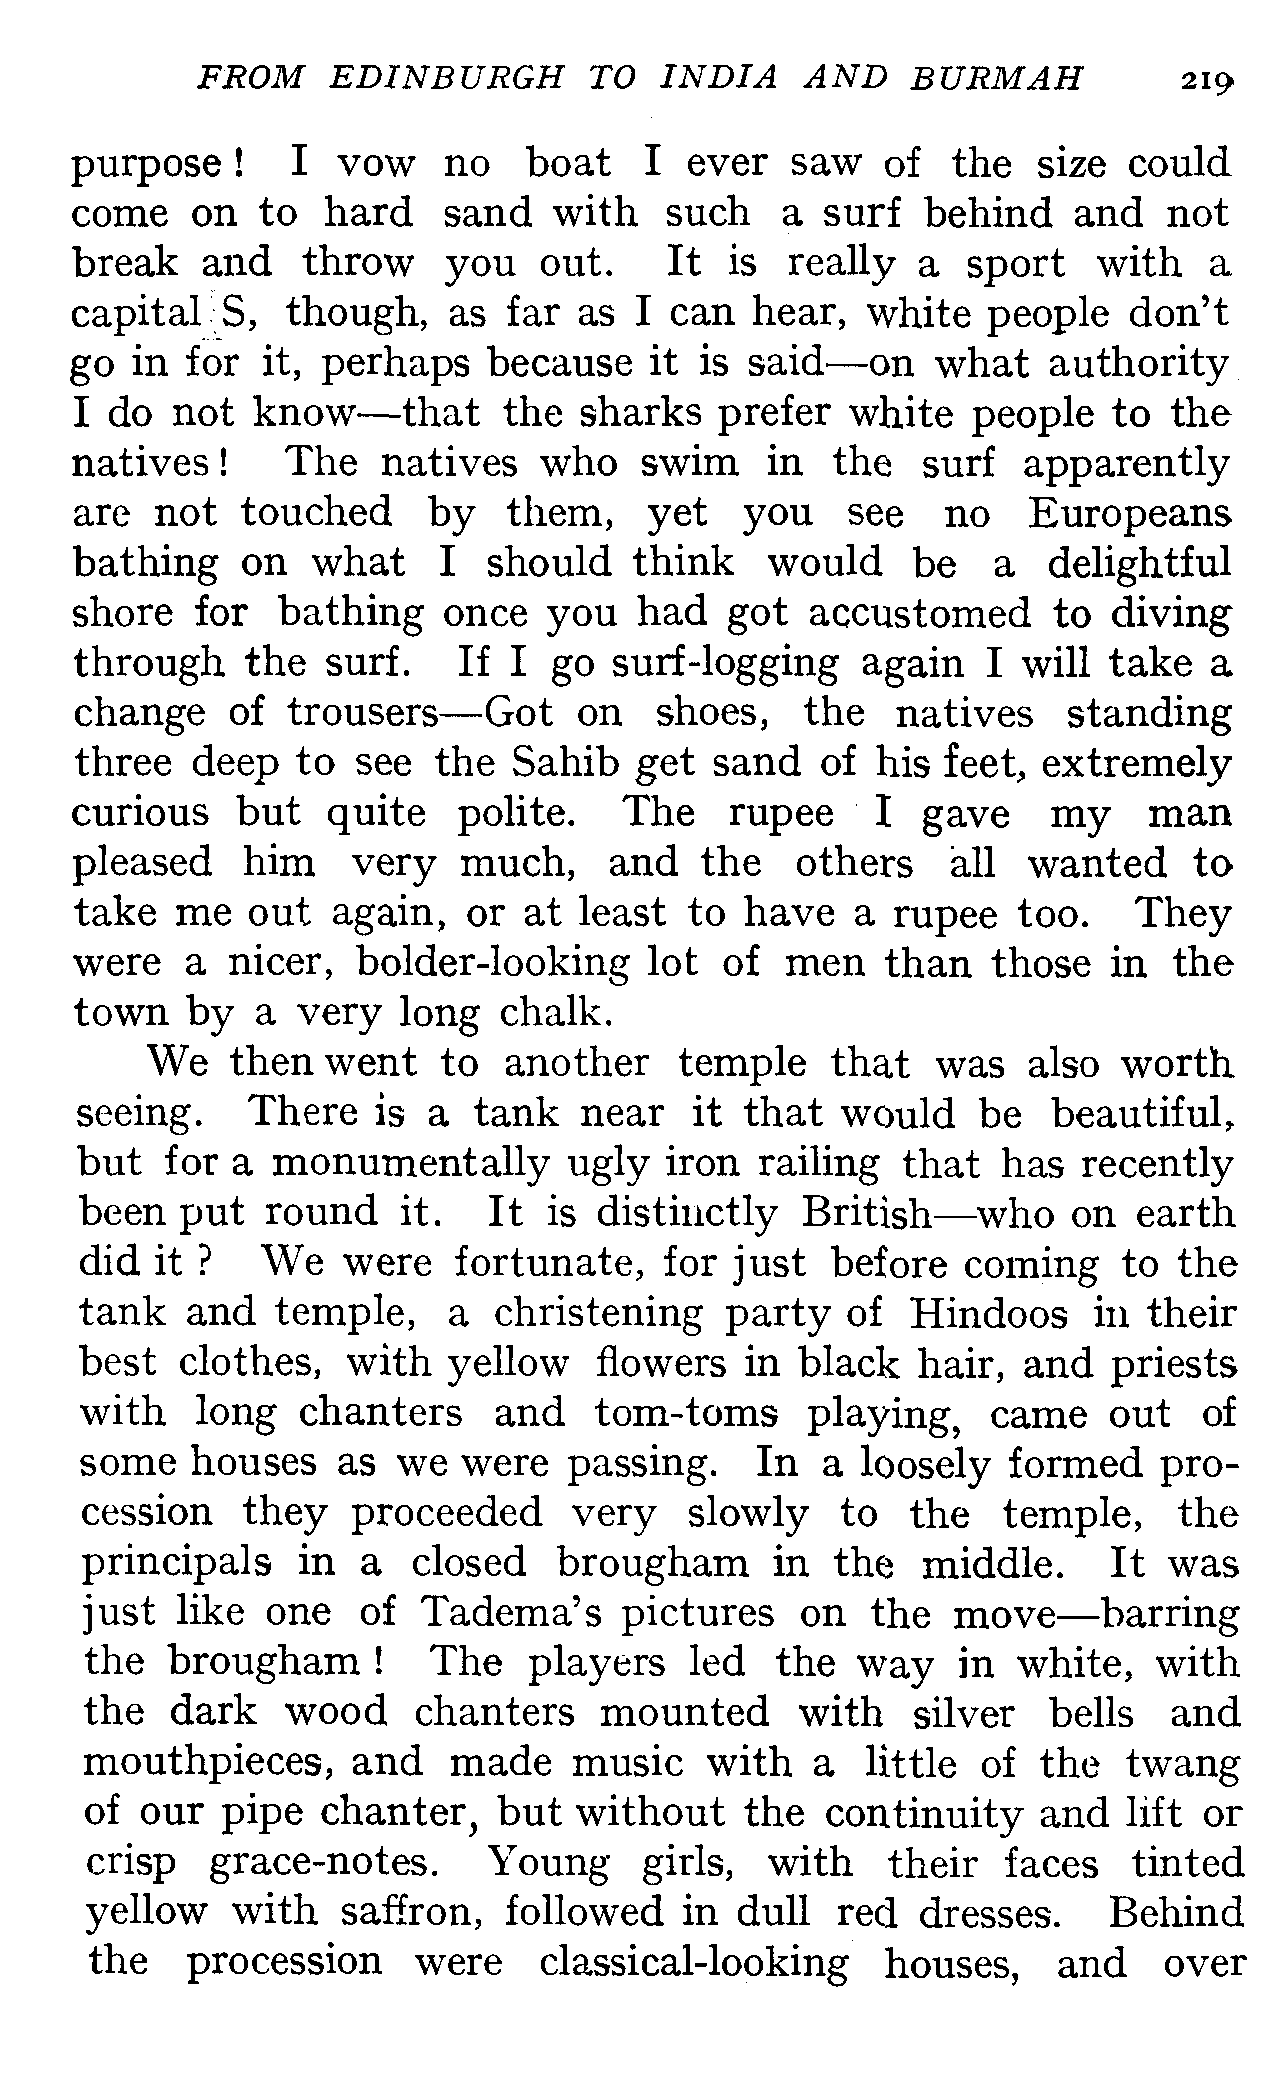 FROM EDINBURGH TO INDIA AND BURMAH 219
purpose! I vow no boat I ever saw of the size could
come on to hard sand with such a surf behind and not
break and throw you out. It is really a sport with a
capital S, though, as far as I can hear, white people don't
go in for it, perhaps because it is said—on what authority
I do not know—that the sharks prefer white people to the
natives! The natives who swim in the surf apparently
are not touched by them, yet you see no Europeans
bathing on what I should think would be a delightful
shore for bathing once you had got accustomed to diving
through the surf. If I go surf-logging again I will take a
change of trousers—Got on shoes, the natives standing
three deep to see the Sahib get sand of his feet, extremely
curious but quite polite. The rupee I gave my man
pleased him very much, and the others all wanted to
take me out again, or at least to have a rupee too. They
were a nicer, bolder-looking lot of men than those in the
town by a very long chalk.
We then went to another temple that was also worth
seeing. There is a tank near it that would be beautiful,
but for a monumentally ugly iron railing that has recently
been put round it. It is distinctly British—who on earth
did it? We were fortunate, for just before coming to the
tank and temple, a christening party of Hindoos in their
best clothes, with yellow flowers in black hair, and priests
with long chanters and tom-toms playing, came out of
some houses as we were passing. In a loosely formed pro-
cession they proceeded very slowly to the temple, the
principals in a closed brougham in the middle. It was
just like one of Tadema's pictures on the move—barring
the brougham! The players led the way in white, with
the dark wood chanters mounted with silver bells and
mouthpieces, and made music with a little of the twang
of our pipe chanter, but without the continuity and lift or
crisp grace-notes. Young girls, with their faces tinted
yellow with saffron, followed in dull red dresses. Behind
the procession were classical-looking houses, and over